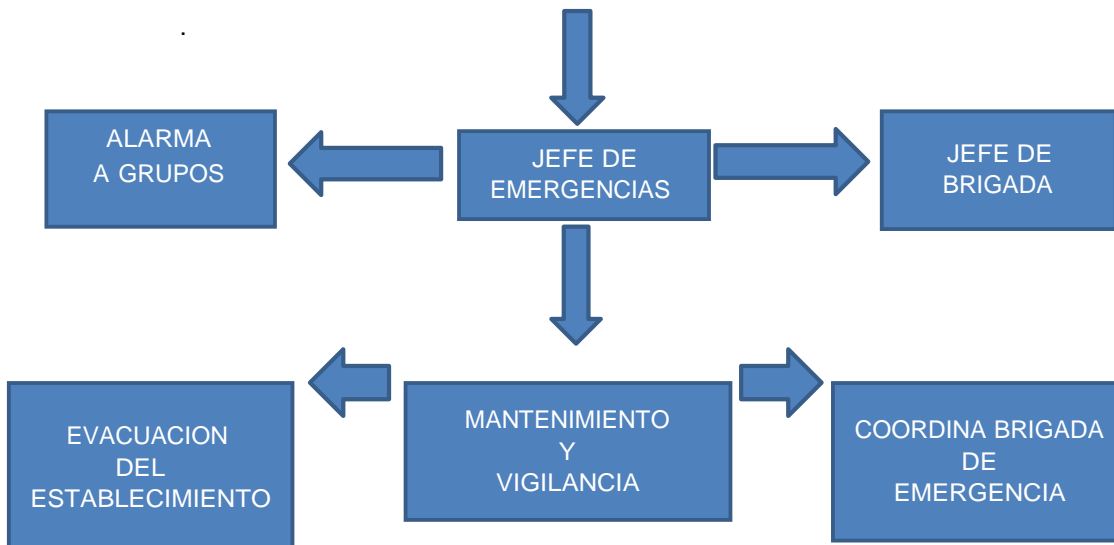 .
ALARMA
A GRUPOS
JEFE DE
EMERGENCIAS
JEFE DE
BRIGADA
EVACUACION
DEL
ESTABLECIMIENTO
MANTENIMIENTO
Y
VIGILANCIA
COORDINA BRIGADA
DE
EMERGENCIA